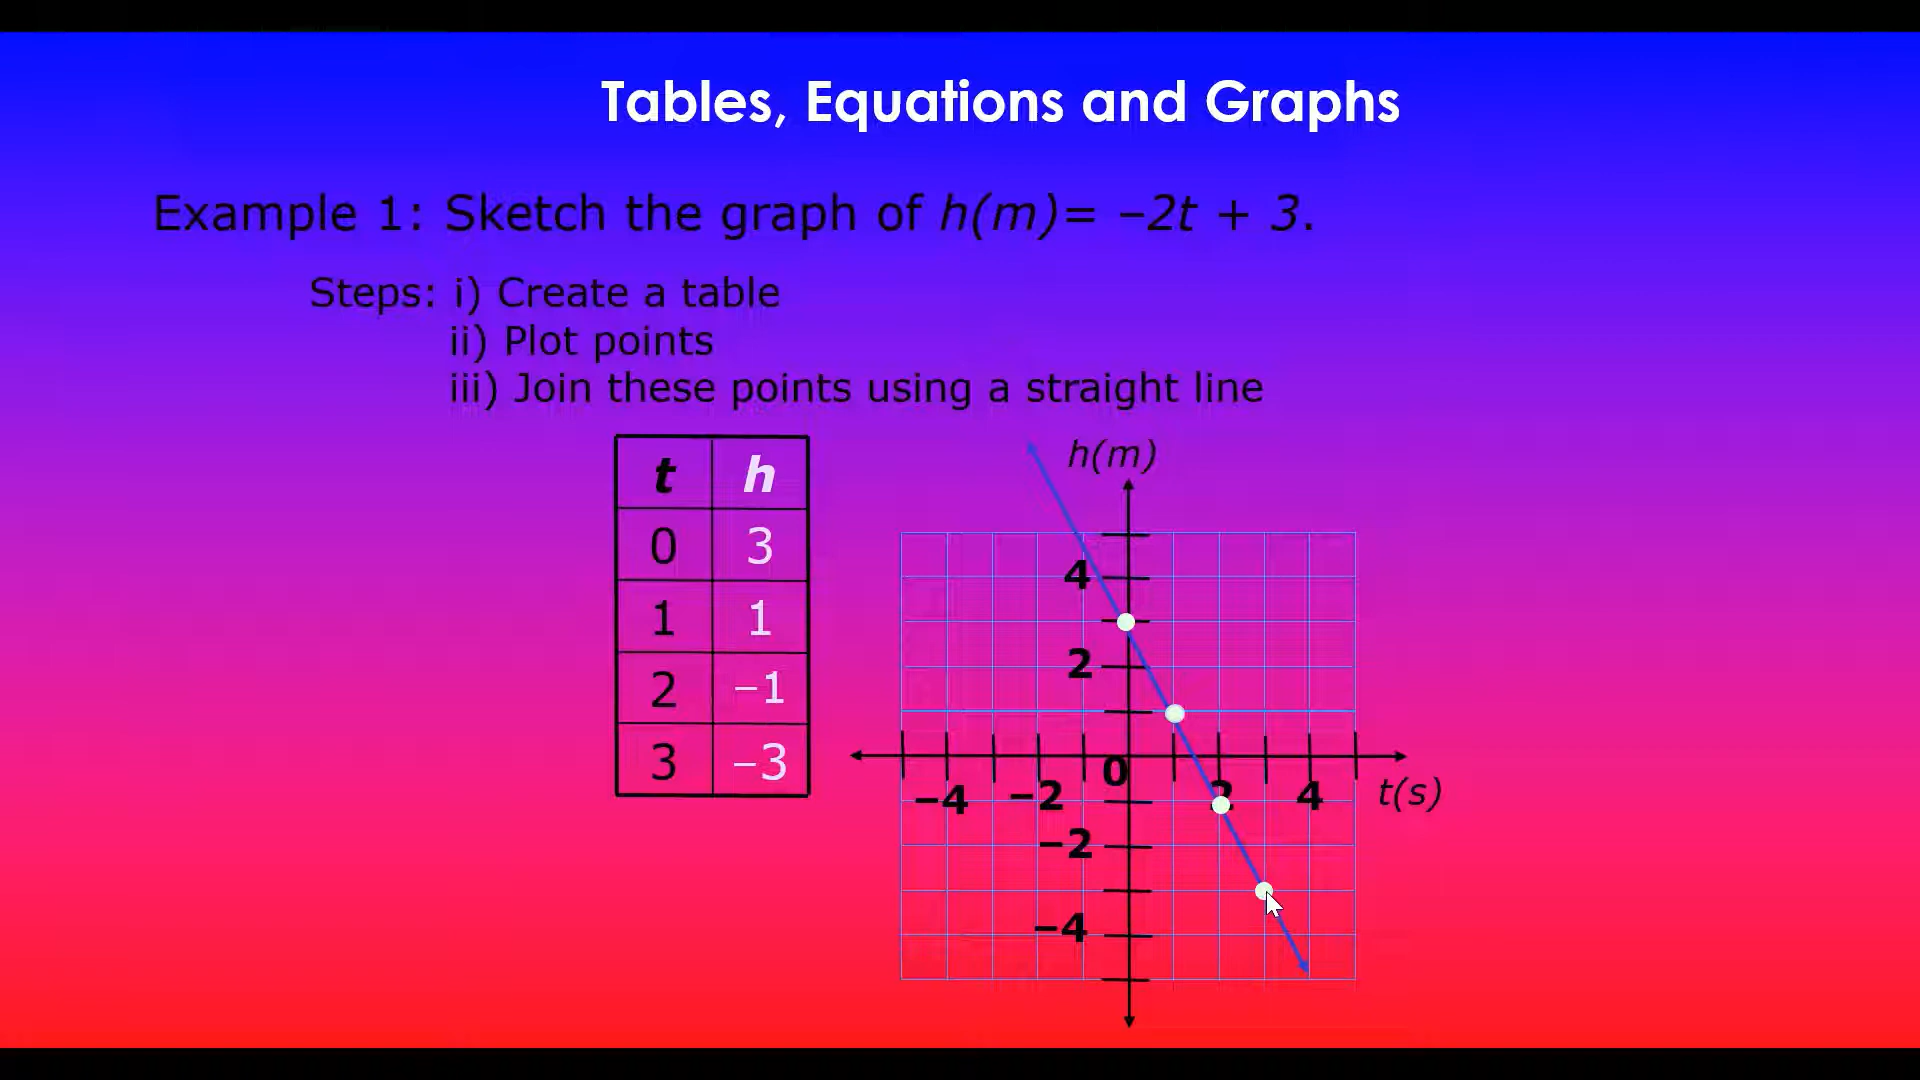 Tables, Equations and Graphs
Example 1: Sketch the graph of h(m)= –2t + 3.
Steps: i) Create a table
ii) Plot points
iii) Join these points using a straight line
t h
0 3
1 1
2 –1
3 –3
h(m)
4
2
0
–4 –2 2 4 t(s)
–2
–4